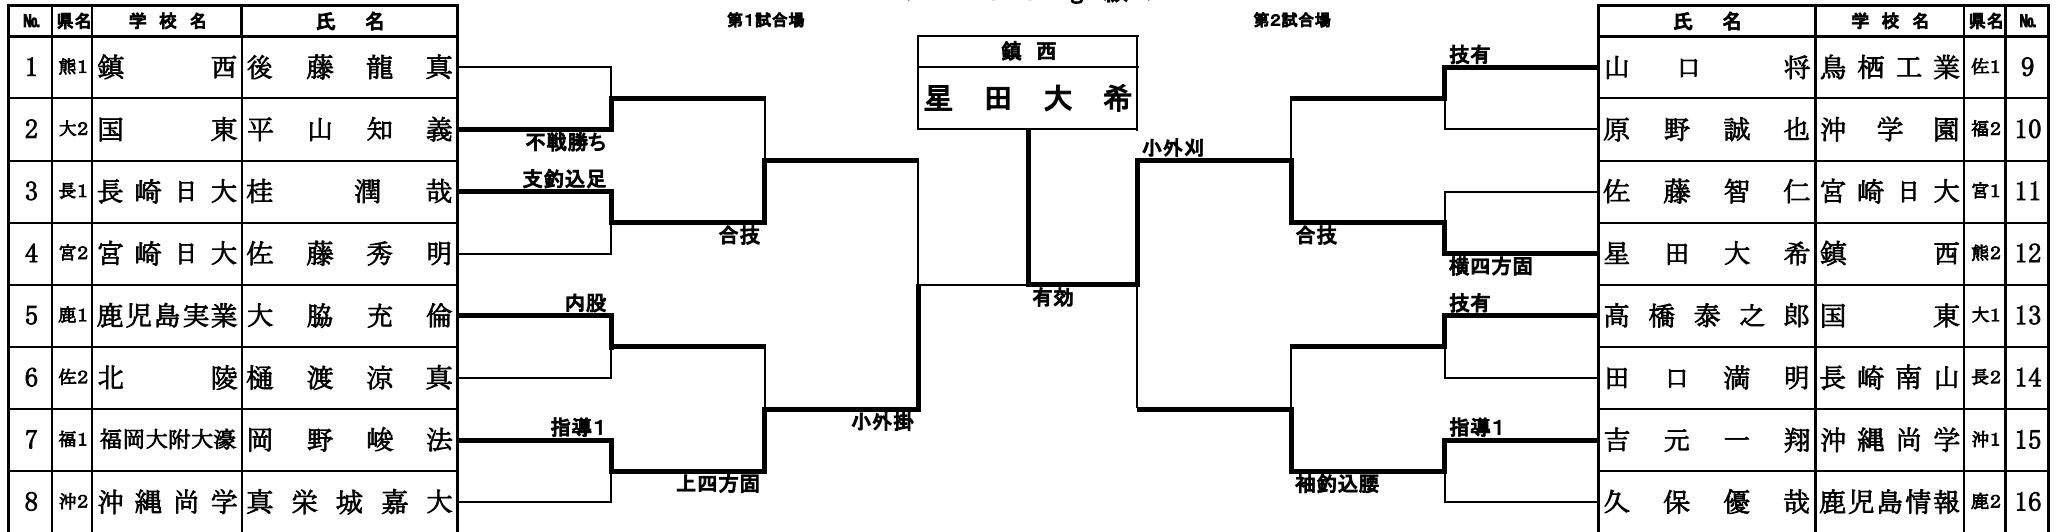 第1試合場
第2試合場
№ 県名 学校名 氏名
1 熊1 鎮西 後藤龍真
2 大2 国東 平山知義
3 長1 長崎日大 桂潤哉
4 宮2 宮崎日大 佐藤秀明
5 鹿1 鹿児島実業 大脇充倫
6 佐2 北陵 樋渡涼真
7 福1 福岡大附大濠 岡野峻法
8 沖2 沖縄尚学 真栄城嘉大
不戦勝ち
支釣込足
合技
内股
指導1
上四方固
小外掛
鎮西
星田大希
有効
小外刈
技有
合技
横四方固
技有
指導1
袖釣込腰
氏名 学校名 県名 №
山口将 鳥栖工業 佐1 9
原野誠也 沖学園 福2 10
佐藤智仁 宮崎日大 宮1 11
星田大希 鎮西 熊2 12
高橋泰之郎 国東 大1 13
田口満明 長崎南山 長2 14
吉元一翔 沖縄尚学 沖1 15
久保優哉 鹿児島情報 鹿2 16